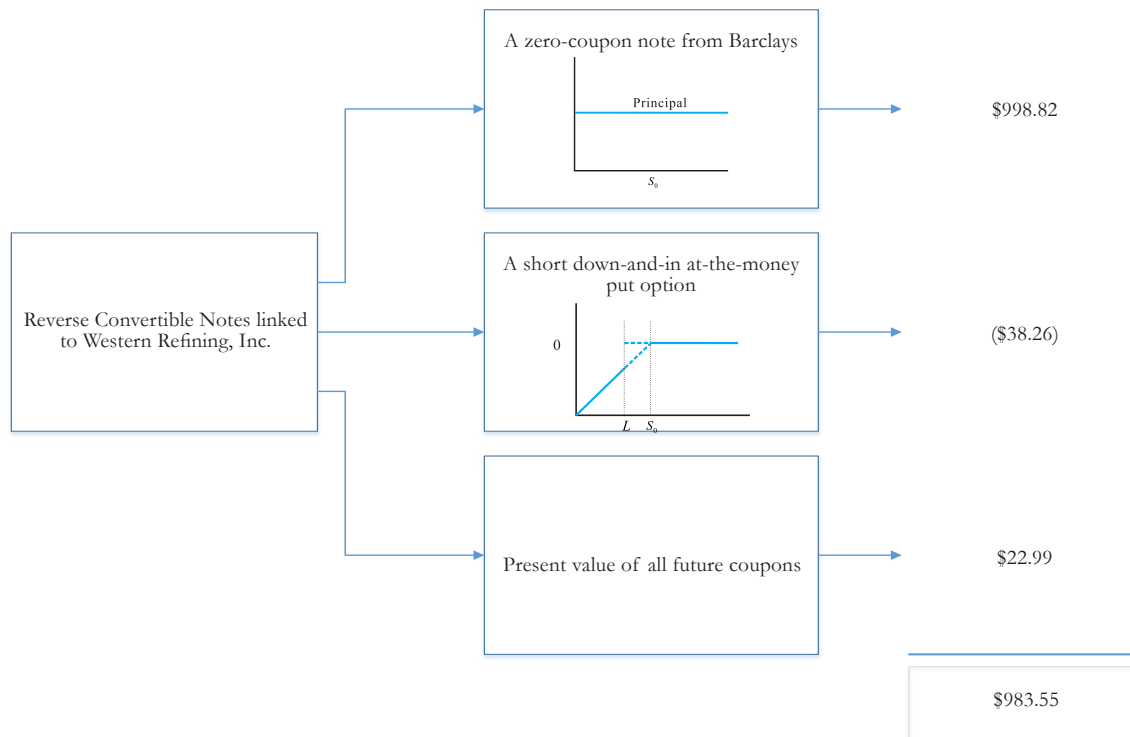 A zero-coupon note from Barclays
Principal
S₀
$998.82
Reverse Convertible Notes linked
to Western Refining, Inc.
A short down-and-in at-the-money
put option
0
L S₀
($38.26)
Present value of all future coupons
$22.99
$983.55